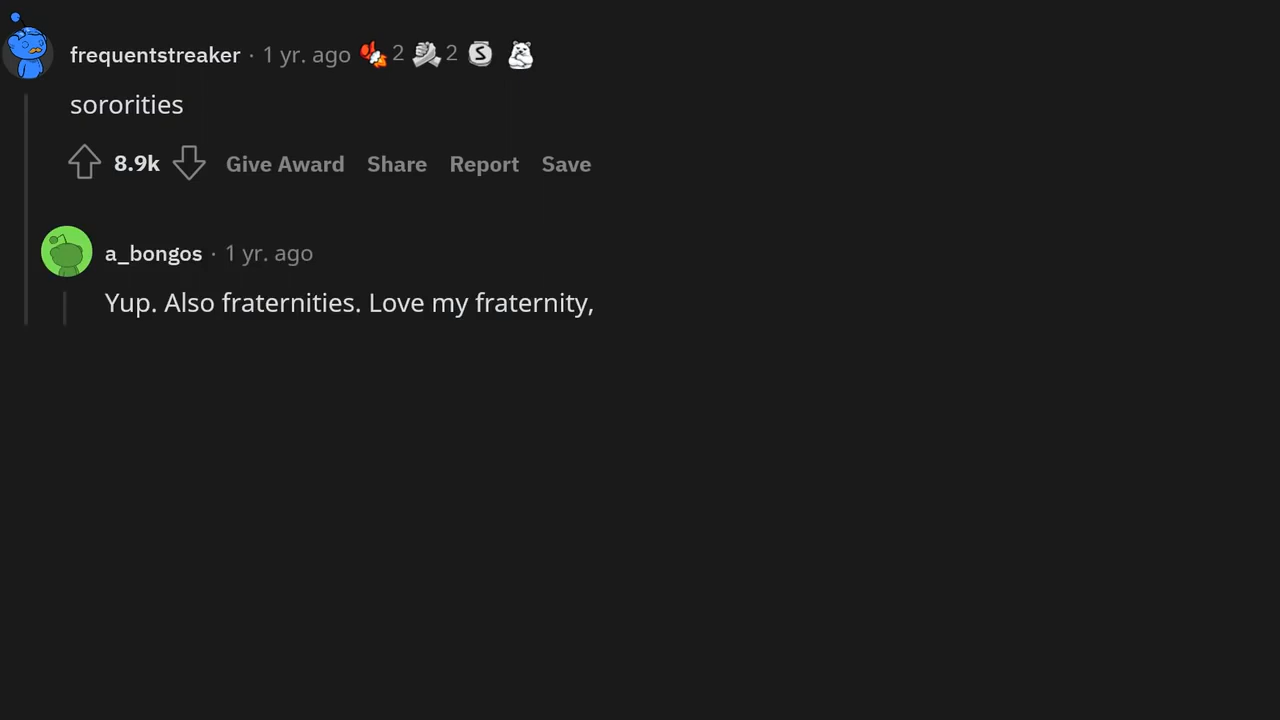 frequentstreaker · 1 yr. ago 2 2 S
sororities
8.9k Give Award Share Report Save
a_bongos · 1 yr. ago
Yup. Also fraternities. Love my fraternity,